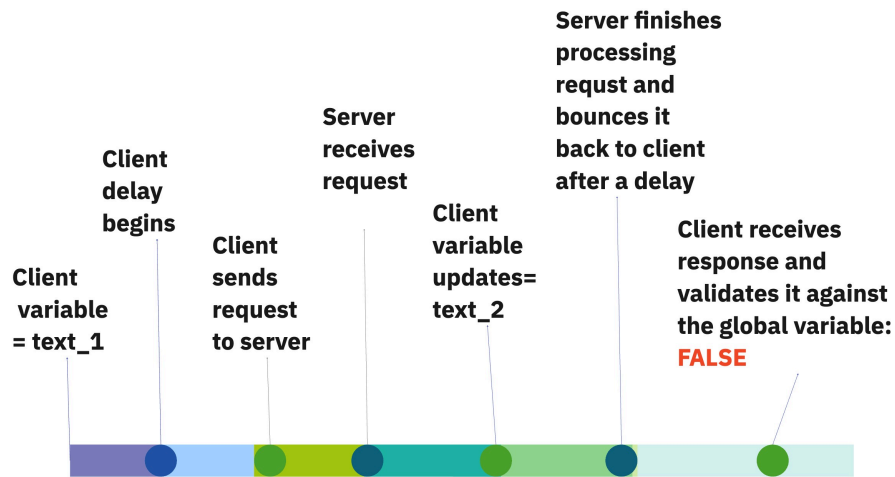 Client
variable
= text_1
Client
delay
begins
Client
sends
request
to server
Server
receives
request
Client
variable
updates=
text_2
Server finishes
processing
requst and
bounces it
back to client
after a delay
Client receives
response and
validates it against
the global variable:
FALSE